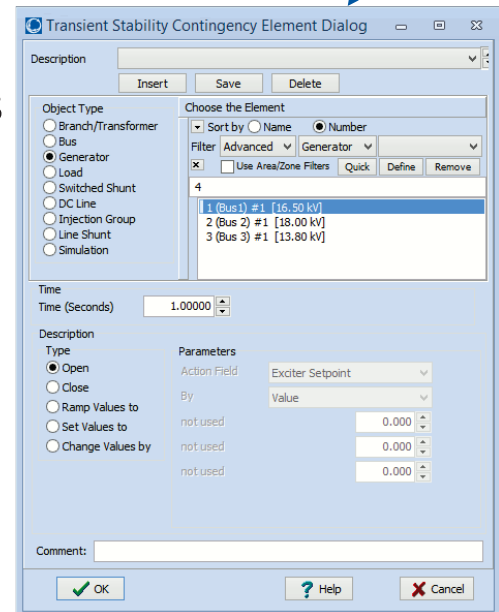 Transient Stability Contingency Element Dialog
Description
Insert Save Delete
Object Type
Branch/Transformer
Bus
Generator
Load
Switched Shunt
DC Line
Injection Group
Line Shunt
Simulation
Choose the Element
Sort by Name Number
Filter Advanced Generator
Use Area/Zone Filters Quick Define Remove
4
1 (Bus1) #1 [16.50 kV]
2 (Bus 2) #1 [18.00 kV]
3 (Bus 3) #1 [13.80 kV]
Time
Time (Seconds) 1.00000
Description
Type
Open
Close
Ramp Values to
Set Values to
Change Values by
Parameters
Action Field Exciter Setpoint
By Value
not used 0.000
not used 0.000
not used 0.000
Comment:
OK ? Help Cancel